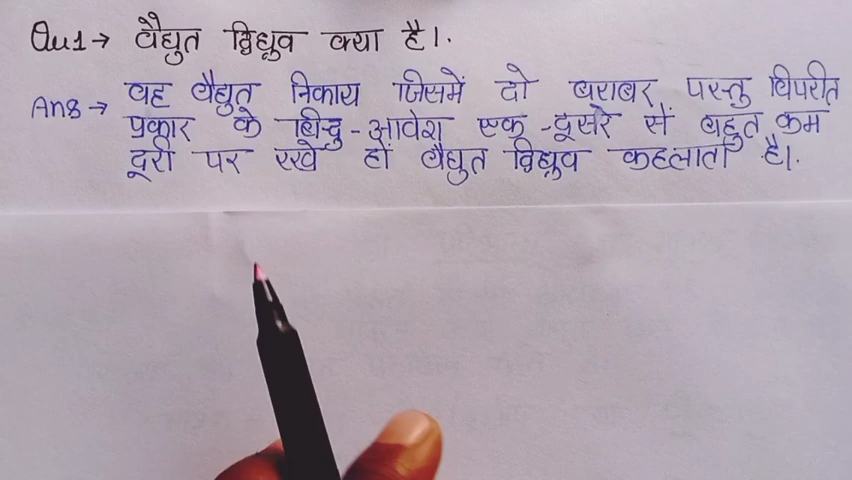 Qu1→ वैद्युत द्विध्रुव क्या है।.
Ans→ वह वैद्युत निकाय जिसमें दो बराबर परन्तु विपरीत
प्रकार के बिन्दु-आवेश एक-दूसरे से बहुत कम
दूरी पर रखे हों वैद्युत द्विध्रुव कहलाता है।.